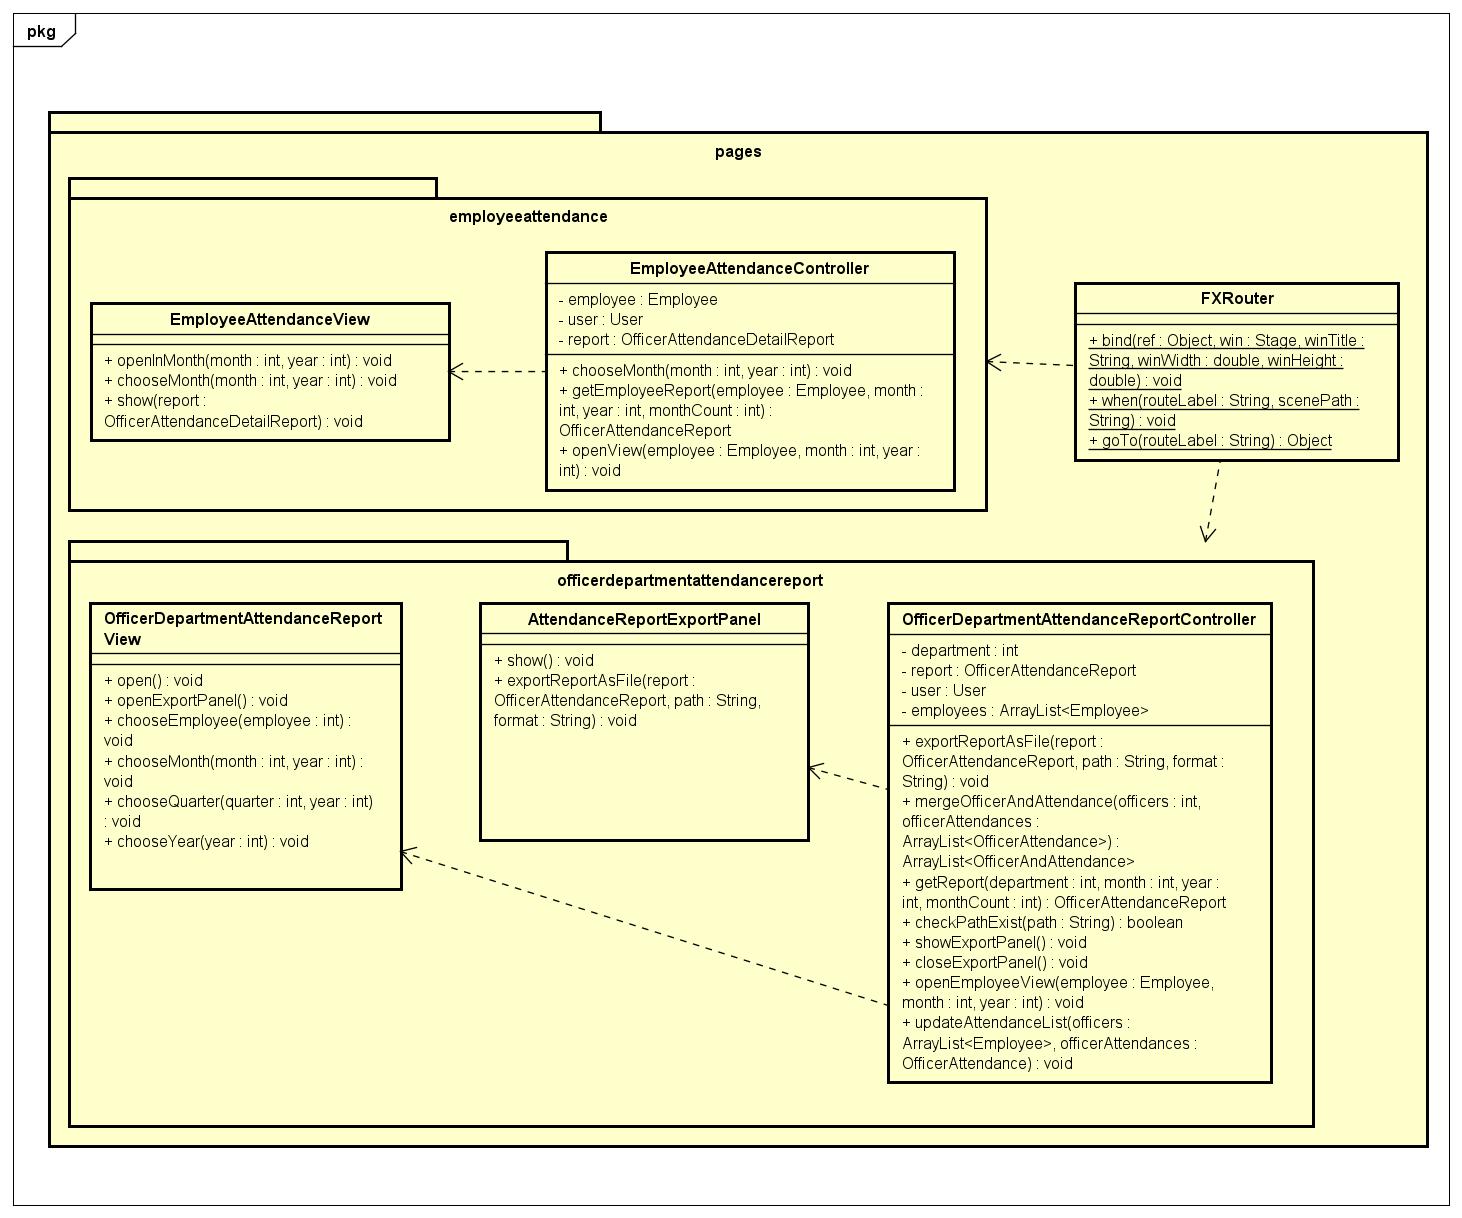 pkg
pages
employeeattendance
EmployeeAttendanceView
+ openInMonth(month : int, year : int) : void
+ chooseMonth(month : int, year : int) : void
+ show(report :
OfficerAttendanceDetailReport) : void
EmployeeAttendanceController
- employee : Employee
- user : User
- report : OfficerAttendanceDetailReport
+ chooseMonth(month : int, year : int) : void
+ getEmployeeReport(employee : Employee, month :
int, year : int, monthCount : int) :
OfficerAttendanceReport
+ openView(employee : Employee, month : int, year :
int) : void
FXRouter
+ bind(ref : Object, win : Stage, winTitle :
String, winWidth : double, winHeight :
double) : void
+ when(routeLabel : String, scenePath :
String) : void
+ goTo(routeLabel : String) : Object
officerdepartmentattendancereport
OfficerDepartmentAttendanceReport
View
+ open() : void
+ openExportPanel() : void
+ chooseEmployee(employee : int) :
void
+ chooseMonth(month : int, year : int) :
void
+ chooseQuarter(quarter : int, year : int)
: void
+ chooseYear(year : int) : void
AttendanceReportExportPanel
+ show() : void
+ exportReportAsFile(report :
OfficerAttendanceReport, path : String,
format : String) : void
OfficerDepartmentAttendanceReportController
- department : int
- report : OfficerAttendanceReport
- user : User
- employees : ArrayList<Employee>
+ exportReportAsFile(report :
OfficerAttendanceReport, path : String, format :
String) : void
+ mergeOfficerAndAttendance(officers : int,
officerAttendances :
ArrayList<OfficerAttendance>) :
ArrayList<OfficerAndAttendance>
+ getReport(department : int, month : int, year :
int, monthCount : int) : OfficerAttendanceReport
+ checkPathExist(path : String) : boolean
+ showExportPanel() : void
+ closeExportPanel() : void
+ openEmployeeView(employee : Employee,
month : int, year : int) : void
+ updateAttendanceList(officers :
ArrayList<Employee>, officerAttendances :
OfficerAttendance) : void